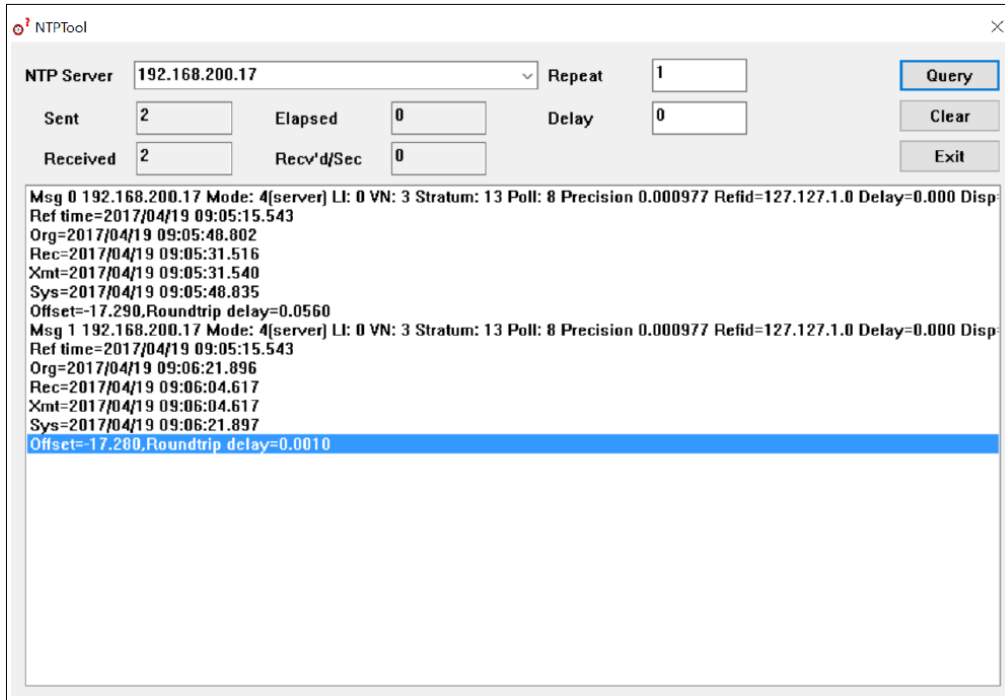 NTPTool
NTP Server 192.168.200.17 Repeat 1 Query
Sent 2 Elapsed 0 Delay 0 Clear
Received 2 Recv'd/Sec 0 Exit
Msg 0 192.168.200.17 Mode: 4(server) LI: 0 VN: 3 Stratum: 13 Poll: 8 Precision 0.000977 Refid=127.127.1.0 Delay=0.000 Disp=
Ref time=2017/04/19 09:05:15.543
Org=2017/04/19 09:05:48.802
Rec=2017/04/19 09:05:31.516
Xmt=2017/04/19 09:05:31.540
Sys=2017/04/19 09:05:48.835
Offset=-17.290,Roundtrip delay=0.0560
Msg 1 192.168.200.17 Mode: 4(server) LI: 0 VN: 3 Stratum: 13 Poll: 8 Precision 0.000977 Refid=127.127.1.0 Delay=0.000 Disp=
Ref time=2017/04/19 09:05:15.543
Org=2017/04/19 09:06:21.896
Rec=2017/04/19 09:06:04.617
Xmt=2017/04/19 09:06:04.617
Sys=2017/04/19 09:06:21.897
Offset=-17.280,Roundtrip delay=0.0010